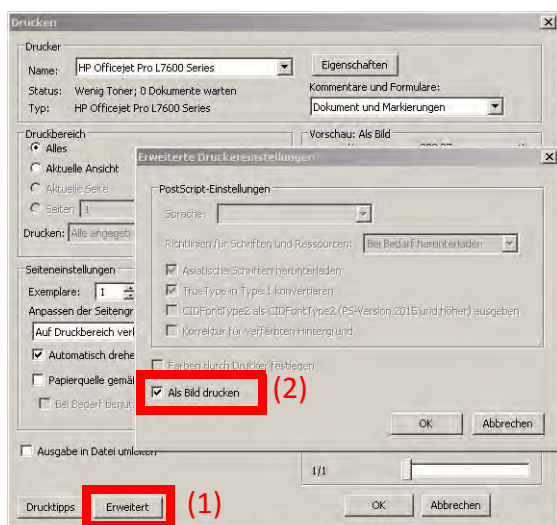 Drucken
Drucker
Name: HP Officejet Pro L7600 Series
Eigenschaften
Status: Wenig Toner; 0 Dokumente warten
Kommentare und Formulare:
Typ: HP Officejet Pro L7600 Series
Dokument und Markierungen
Druckbereich
Vorschau: Als Bild
Alles
Aktuelle Ansicht
Aktuelle Seite
Seiten 1
Drucken: Alle angegeb
Erweiterte Druckereinstellungen
PostScript-Einstellungen
Sprache:
Richtlinien für Schriften und Ressourcen: Bei Bedarf herunterladen
Asiatische Schriften herunterladen
TrueType in Type 1 konvertieren
CIDFontType2 als CIDFontType2 (PS-Version 2015 und höher) ausgeben
Korrektur für verfärbten Hintergrund
Farben durch Drucker festlegen
Als Bild drucken (2)
OK Abbrechen
Seiteneinstellungen
Exemplare: 1
Anpassen der Seitengr
Auf Druckbereich verl
Automatisch drehe
Papierquelle gemäß
Bei Bedarf benut
Ausgabe in Datei umleiten
1/1
Drucktipps Erweitert (1) OK Abbrechen